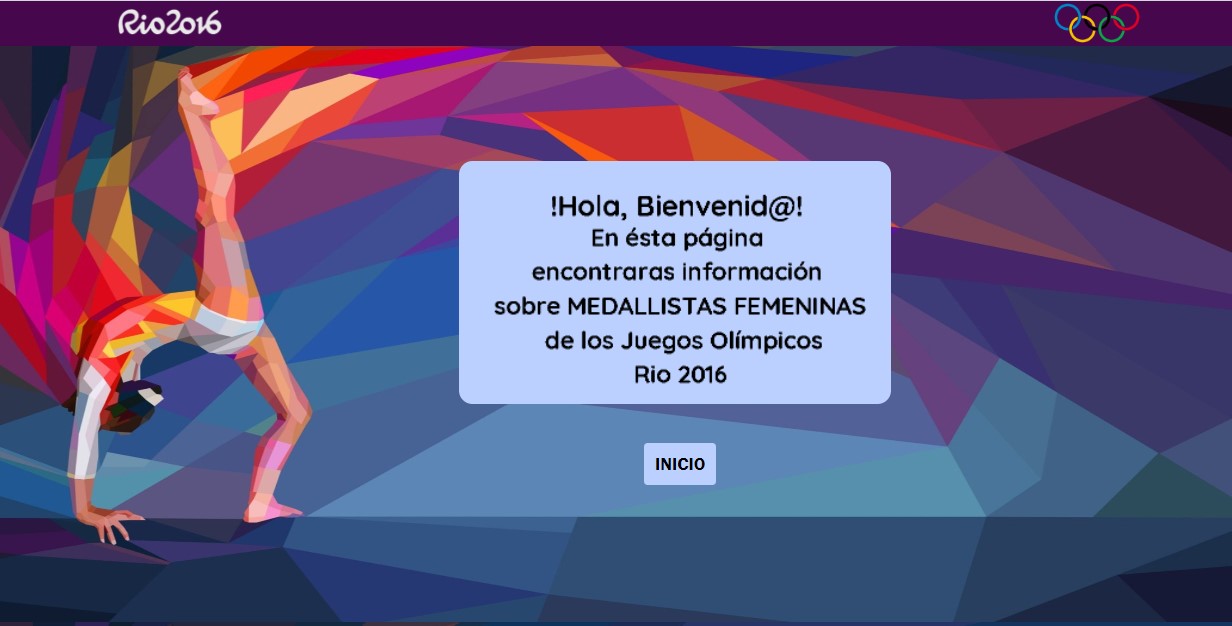 Rio2016
!Hola, Bienvenid@!
En ésta página
encontraras información
sobre MEDALLISTAS FEMENINAS
de los Juegos Olímpicos
Rio 2016
INICIO